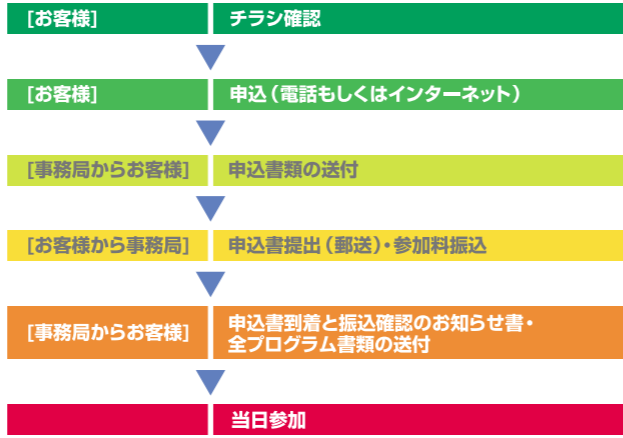 [お客様] チラシ確認
[お客様] 申込（電話もしくはインターネット）
[事務局からお客様] 申込書類の送付
[お客様から事務局] 申込書提出（郵送）・参加料振込
[事務局からお客様] 申込書到着と振込確認のお知らせ書・
全プログラム書類の送付
当日参加